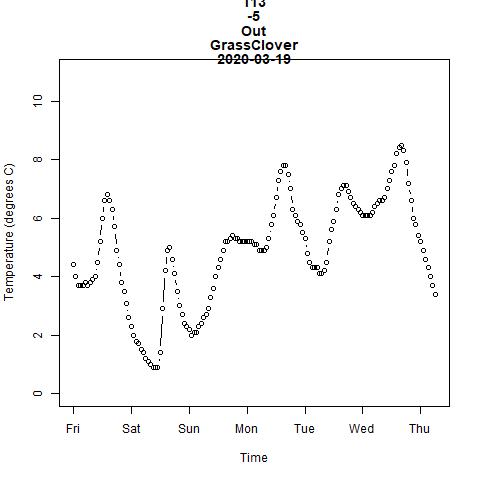 113
-5
Out
GrassClover
2020-03-19
Temperature (degrees C)
10
8
6
4
2
0
Fri Sat Sun Mon Tue Wed Thu
Time